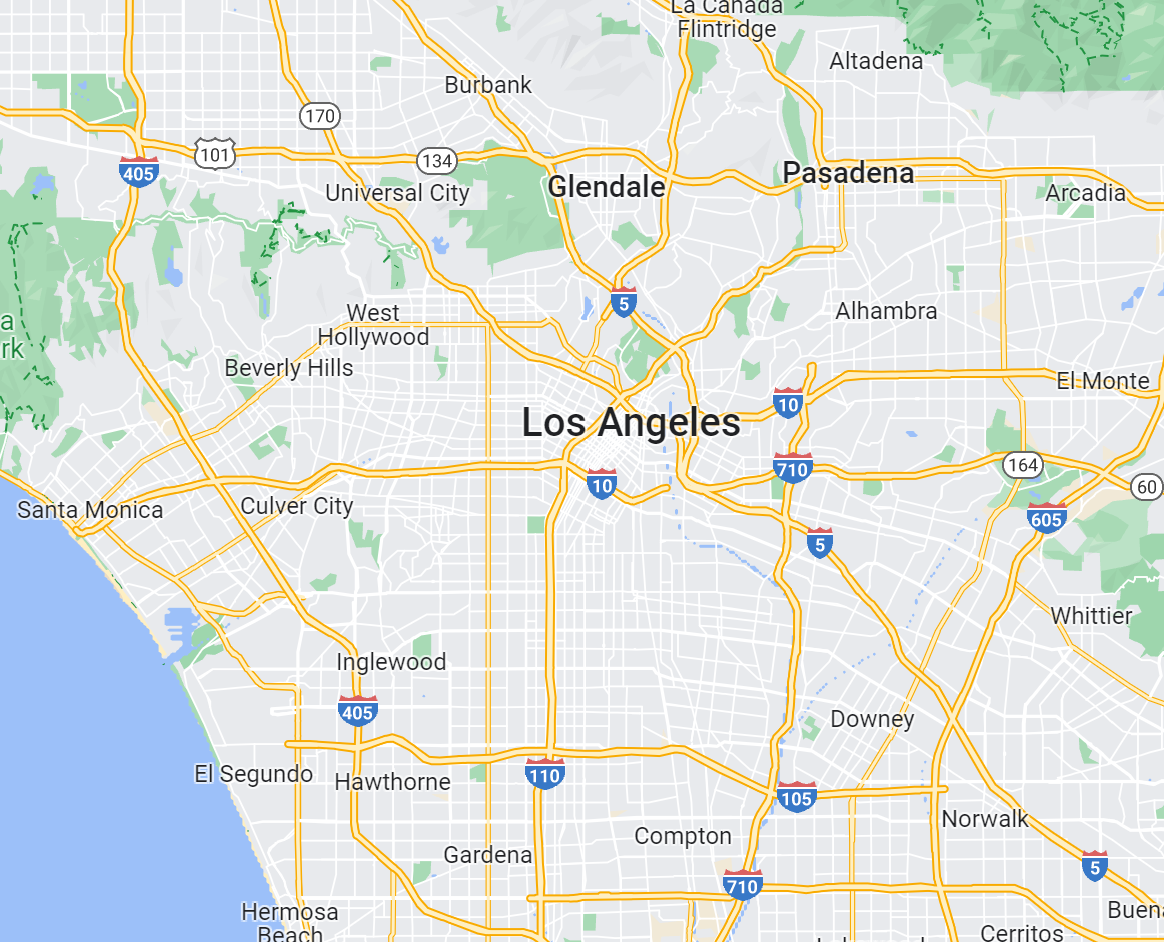 La Cañada
Flintridge
Altadena
Burbank
170
101
134
405
Glendale
Pasadena
Universal City
Arcadia
5
West
Hollywood
Alhambra
a
rk
Beverly Hills
El Monte
10
Los Angeles
710
164
10
60
Santa Monica
Culver City
605
5
Whittier
Inglewood
405
Downey
El Segundo
Hawthorne
110
105
Norwalk
Compton
Gardena
5
710
Hermosa
Beach
Buena
Cerritos